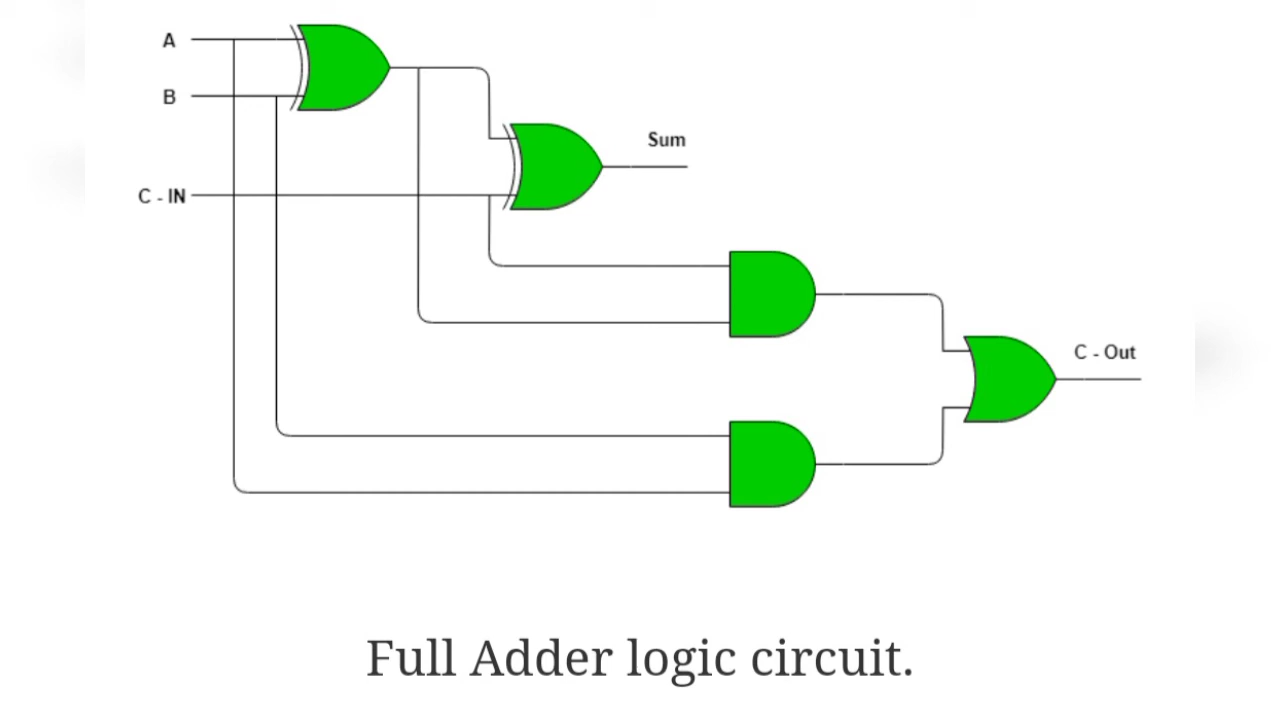 A
B
Sum
C - IN
C - Out
Full Adder logic circuit.